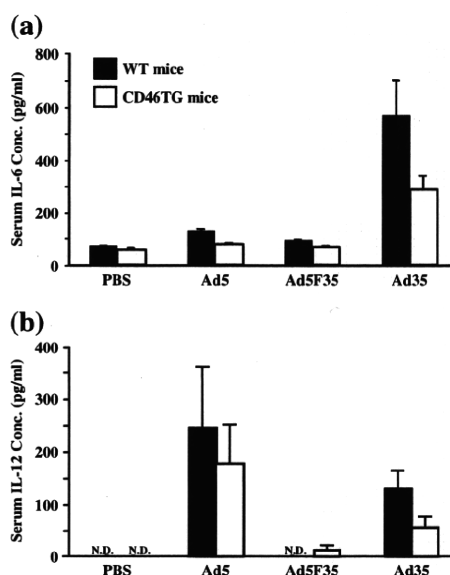 (a)
800
600
400
200
0
Serum IL-6 Conc. (pg/ml)
WT mice
CD46TG mice
PBS Ad5 Ad5F35 Ad35
(b)
400
300
200
100
0
Serum IL-12 Conc. (pg/ml)
N.D. N.D. N.D.
PBS Ad5 Ad5F35 Ad35